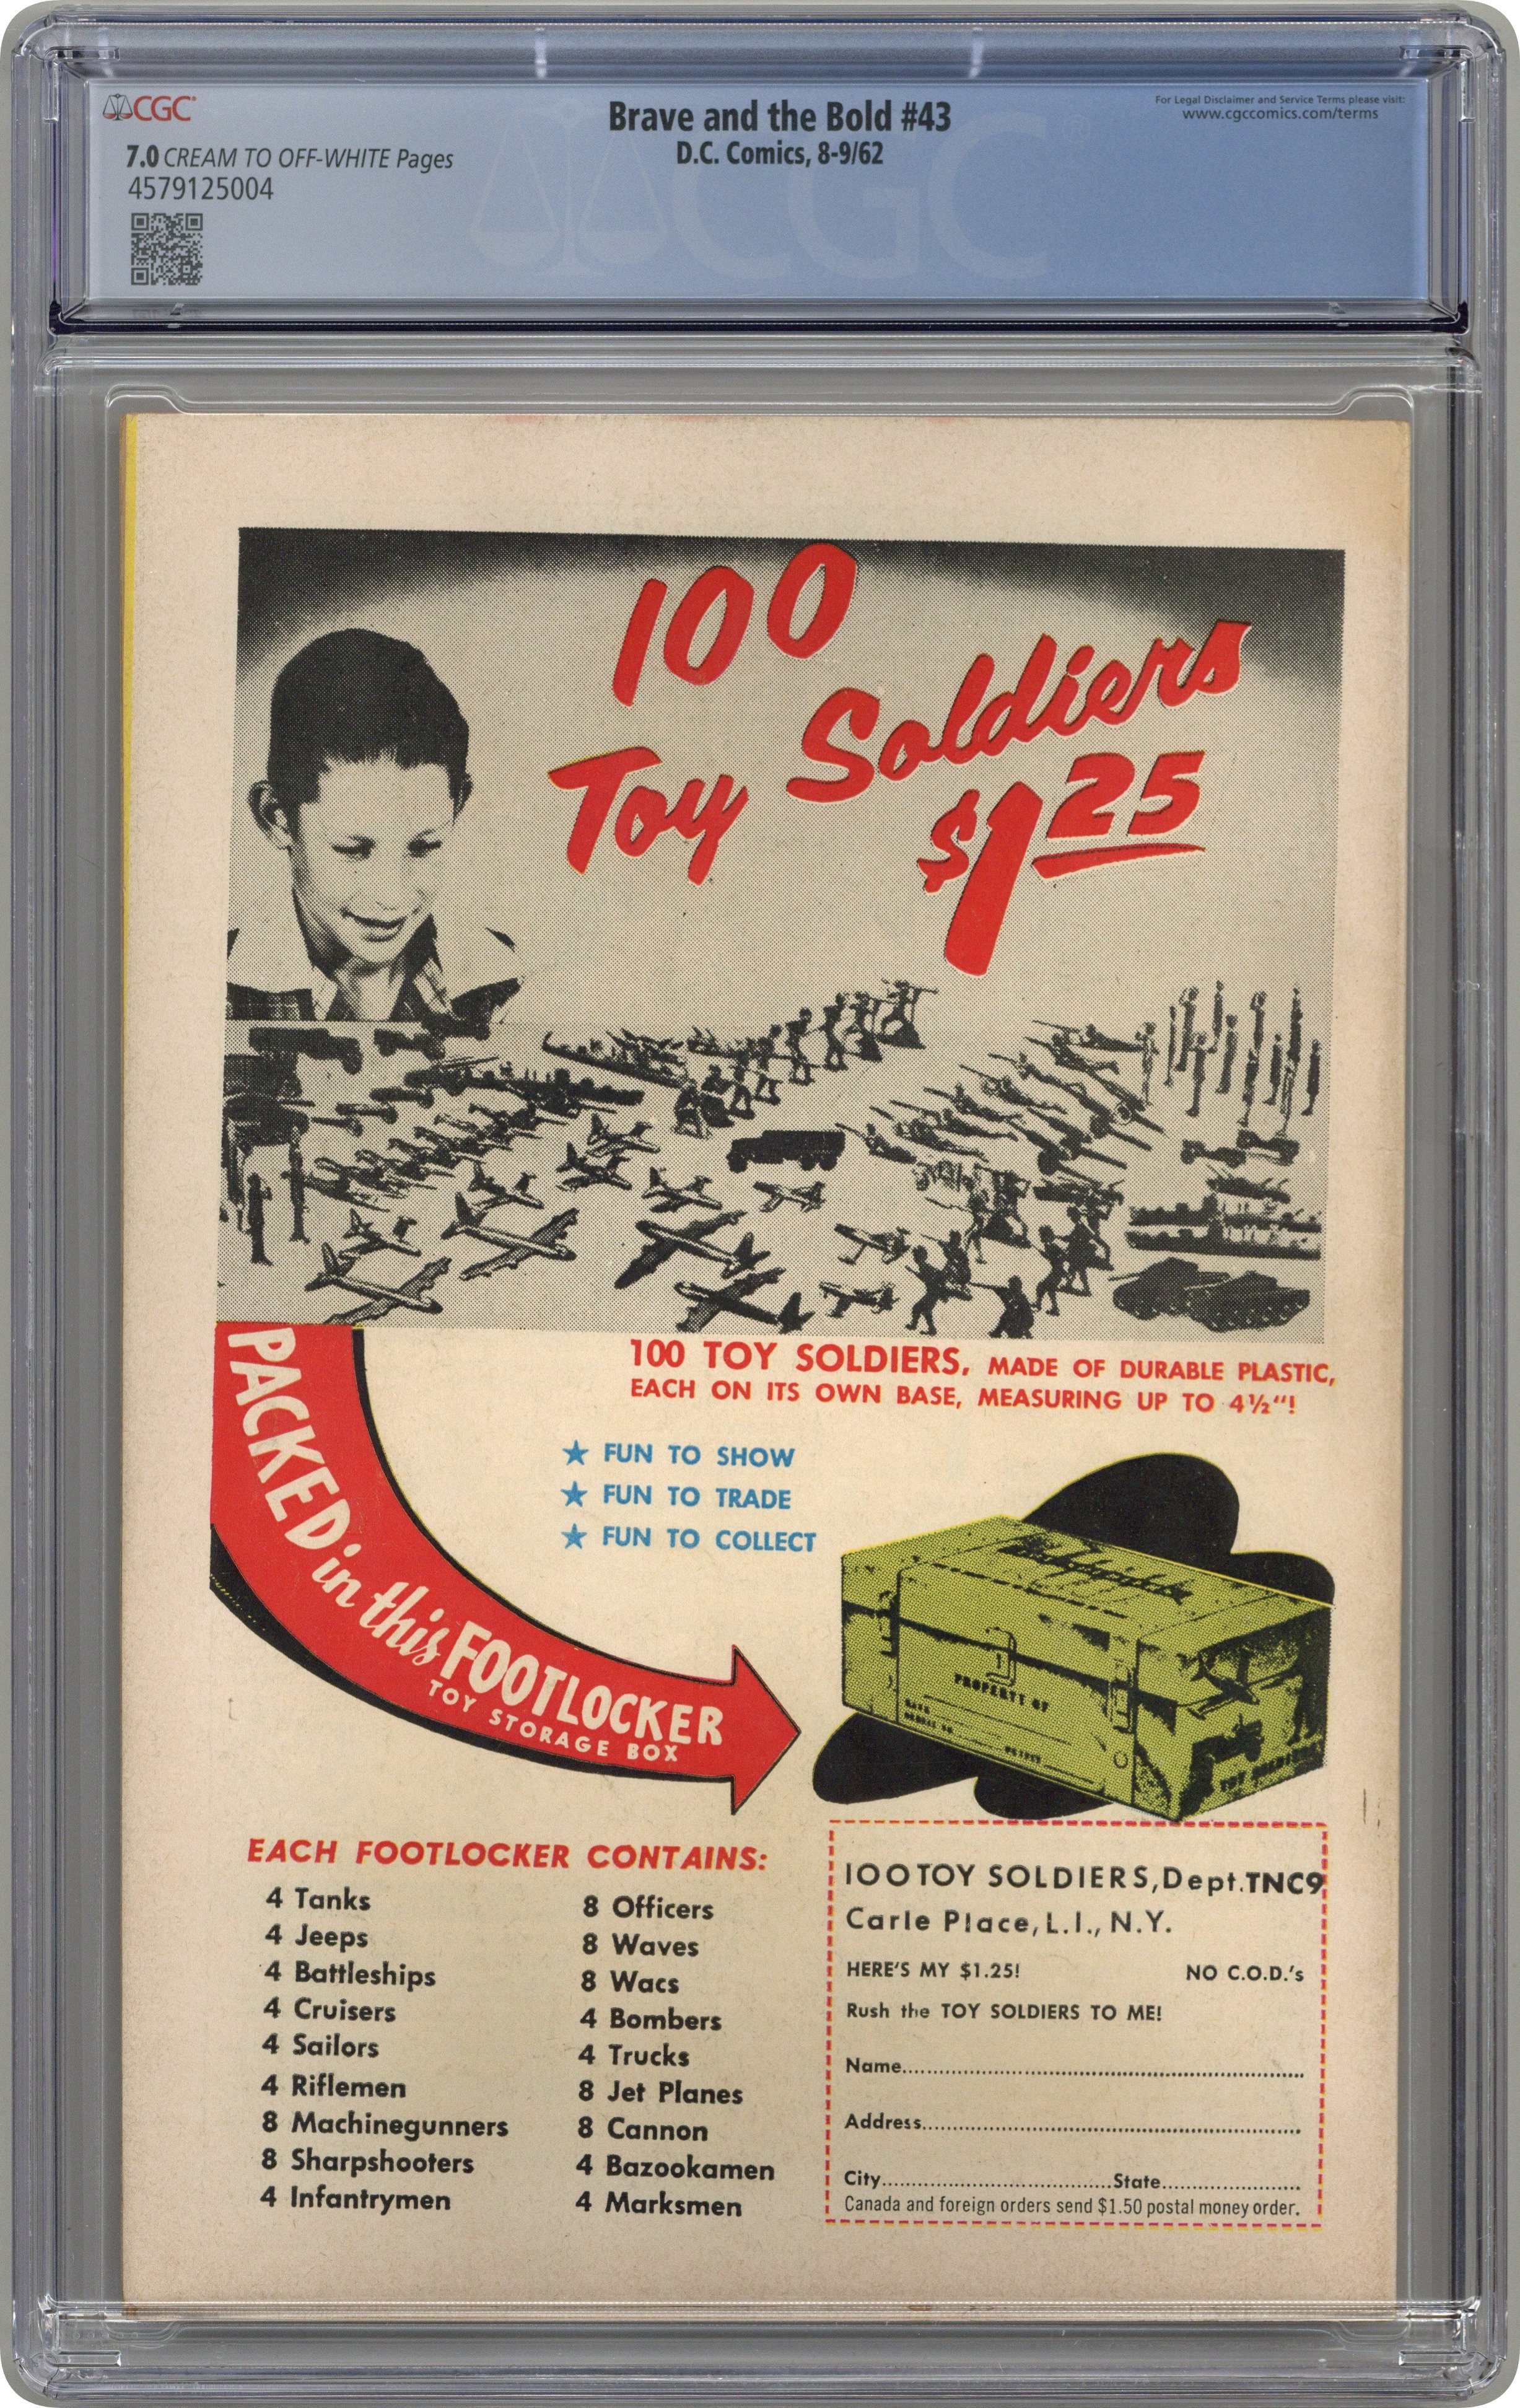 CGC
Brave and the Bold #43
D.C. Comics, 8-9/62
For Legal Disclaimer and Service Terms please visit:
www.cgccomics.com/terms
7.0 CREAM TO OFF-WHITE Pages
4579125004
CGC
100
Toy Soldiers
$1.25
100 TOY SOLDIERS, MADE OF DURABLE PLASTIC,
EACH ON ITS OWN BASE, MEASURING UP TO 4½"!
★ FUN TO SHOW
★ FUN TO TRADE
★ FUN TO COLLECT
PACKED in this FOOTLOCKER
TOY STORAGE BOX
PROPERTY OF
EACH FOOTLOCKER CONTAINS:
4 Tanks
4 Jeeps
4 Battleships
4 Cruisers
4 Sailors
4 Riflemen
8 Machinegunners
8 Sharpshooters
4 Infantrymen
8 Officers
8 Waves
8 Wacs
4 Bombers
4 Trucks
8 Jet Planes
8 Cannon
4 Bazookamen
4 Marksmen
100 TOY SOLDIERS, Dept. TNC9
Carle Place, L.I., N.Y.
HERE'S MY $1.25! NO C.O.D.'s
Rush the TOY SOLDIERS TO ME!
Name
Address
City State
Canada and foreign orders send $1.50 postal money order.